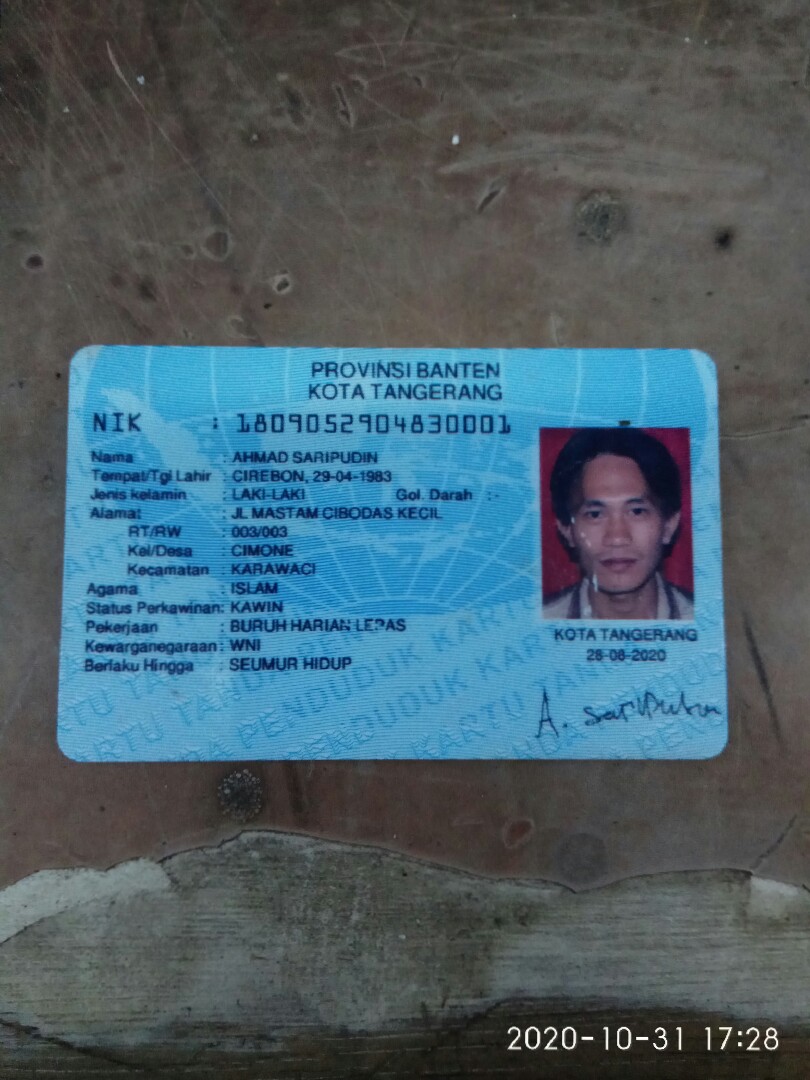 PROVINSI BANTEN
KOTA TANGERANG
NIK : 1809052904830001
Nama : AHMAD SARIPUDIN
Tempat/Tgl Lahir : CIREBON, 29-04-1983
Jenis kelamin : LAKI-LAKI Gol. Darah :-
Alamat : JL MASTAM CIBODAS KECIL
RT/RW : 003/003
Kel/Desa : CIMONE
Kecamatan : KARAWACI
Agama : ISLAM
Status Perkawinan: KAWIN
Pekerjaan : BURUH HARIAN LEPAS
Kewarganegaraan: WNI
Berlaku Hingga : SEUMUR HIDUP
KOTA TANGERANG
28-08-2020
A. Saripudin
KARTU TANDA PENDUDUK
2020-10-31 17:28